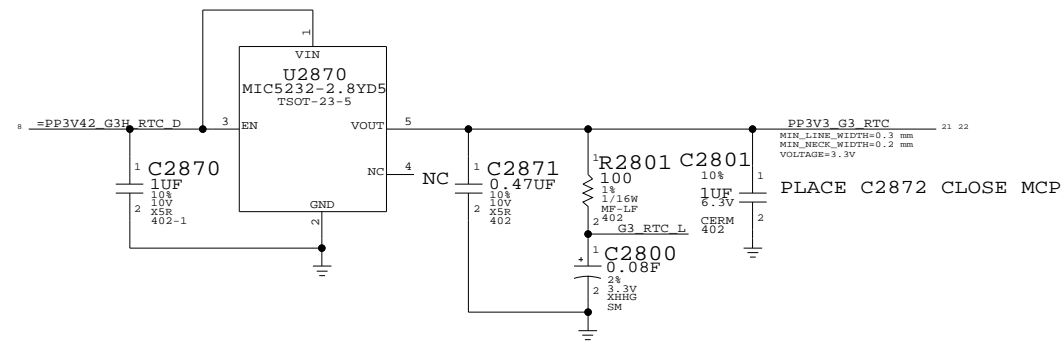 1
VIN
U2870
MIC5232-2.8YD5
TSOT-23-5
8 =PP3V42_G3H_RTC_D 3 EN VOUT 5 PP3V3_G3_RTC 21 22
MIN_LINE_WIDTH=0.3 mm
MIN_NECK_WIDTH=0.2 mm
VOLTAGE=3.3V
NC 4 NC
GND
2
1 C2870
1UF
10%
10V
2 X5R
402-1
1 C2871
0.47UF
10%
10V
2 X5R
402
1 R2801
100
1%
1/16W
MF-LF
2 402
G3_RTC_L
C2801
10% 1
1UF
6.3V
2
CERM
402
PLACE C2872 CLOSE MCP
+ 1 C2800
0.08F
2%
2 3.3V
XHHG
SM